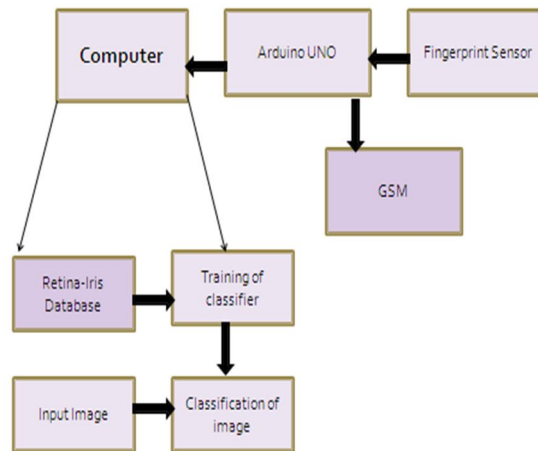 Computer
Arduino UNO
Fingerprint Sensor
GSM
Retina-Iris
Database
Training of
classifier
Input Image
Classification of
image